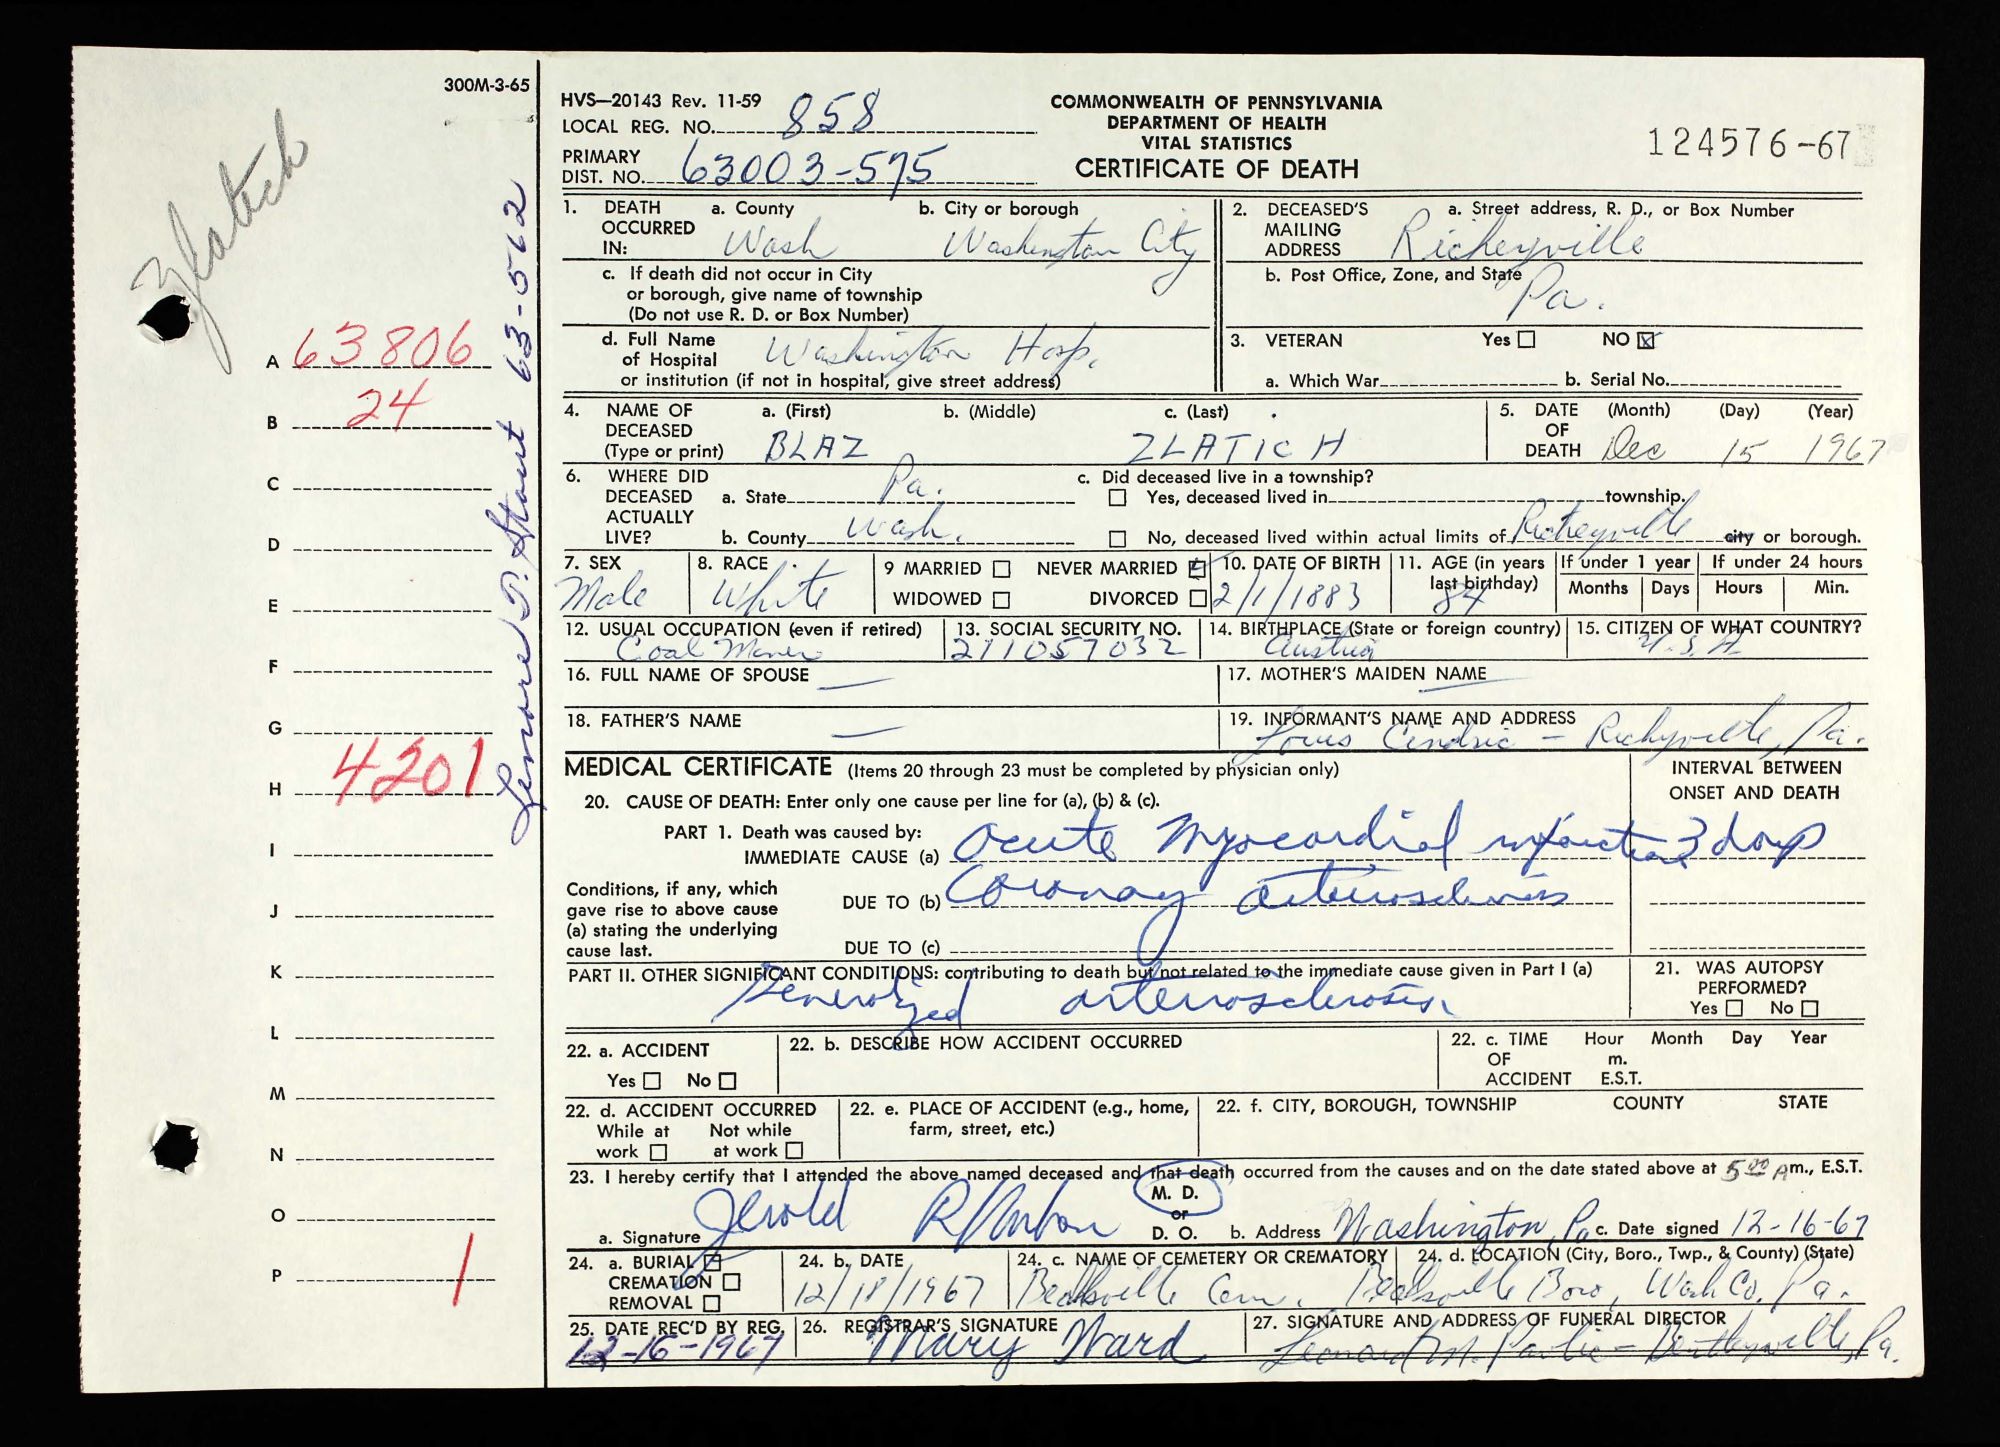 300M-3-65
Zlatich
A 63806
B 24
C
D
E
F
G
H 4201
I
J
K
L
M
N
O
P 1
63-562
HVS—20143 Rev. 11-59
LOCAL REG. NO. 858
PRIMARY
DIST. NO. 63003-575
COMMONWEALTH OF PENNSYLVANIA
DEPARTMENT OF HEALTH
VITAL STATISTICS
CERTIFICATE OF DEATH
124576-67
1. DEATH OCCURRED IN: a. County Wash b. City or borough Washington City
c. If death did not occur in City
or borough, give name of township
(Do not use R. D. or Box Number)
d. Full Name
of Hospital Washington Hosp.
or institution (if not in hospital, give street address)
2. DECEASED'S MAILING ADDRESS a. Street address, R. D., or Box Number
Richeyville
b. Post Office, Zone, and State
Pa.
3. VETERAN Yes NO
a. Which War b. Serial No.
4. NAME OF DECEASED (Type or print) a. (First) b. (Middle) c. (Last)
BLAZ ZLATICH
5. DATE OF DEATH (Month) (Day) (Year)
Dec 15 1967
6. WHERE DID DECEASED ACTUALLY LIVE? a. State Pa.
b. County Wash.
c. Did deceased live in a township?
Yes, deceased lived in township.
No, deceased lived within actual limits of Richeyville city or borough.
7. SEX Male
8. RACE White
9 MARRIED NEVER MARRIED
WIDOWED DIVORCED
10. DATE OF BIRTH 2/1/1883
11. AGE (in years last birthday) 84
If under 1 year Months Days
If under 24 hours Hours Min.
12. USUAL OCCUPATION (even if retired) Coal Miner
13. SOCIAL SECURITY NO. 211057032
14. BIRTHPLACE (State or foreign country) Austria
15. CITIZEN OF WHAT COUNTRY? U.S.A.
16. FULL NAME OF SPOUSE —
17. MOTHER'S MAIDEN NAME —
18. FATHER'S NAME —
19. INFORMANT'S NAME AND ADDRESS
Louis Cendric — Richyville, Pa.
MEDICAL CERTIFICATE (Items 20 through 23 must be completed by physician only)
INTERVAL BETWEEN
ONSET AND DEATH
20. CAUSE OF DEATH: Enter only one cause per line for (a), (b) & (c).
PART 1. Death was caused by:
IMMEDIATE CAUSE (a) Acute Myocardial infarction 3 days
Conditions, if any, which
gave rise to above cause
(a) stating the underlying
cause last.
DUE TO (b) Coronay arteriosclerosis
DUE TO (c)
PART II. OTHER SIGNIFICANT CONDITIONS: contributing to death but not related to the immediate cause given in Part I (a)
Generalized arteriosclerosis
21. WAS AUTOPSY
PERFORMED?
Yes No
22. a. ACCIDENT
Yes No
22. b. DESCRIBE HOW ACCIDENT OCCURRED
22. c. TIME OF ACCIDENT Hour Month Day Year
m.
E.S.T.
22. d. ACCIDENT OCCURRED
While at work Not while at work
22. e. PLACE OF ACCIDENT (e.g., home,
farm, street, etc.)
22. f. CITY, BOROUGH, TOWNSHIP COUNTY STATE
23. I hereby certify that I attended the above named deceased and that death occurred from the causes and on the date stated above at 5 00 A m., E.S.T.
a. Signature Jerold M. D. or D. O. b. Address Washington, Pa c. Date signed 12-16-67
24. a. BURIAL
CREMATION
REMOVAL
24. b. DATE
12/18/1967
24. c. NAME OF CEMETERY OR CREMATORY
Beallsville Cem.
24. d. LOCATION (City, Boro., Twp., & County) (State)
Beallsville Boro, Wash Co. Pa.
25. DATE REC'D BY REG.
12-16-1967
26. REGISTRAR'S SIGNATURE
Mary Ward
27. SIGNATURE AND ADDRESS OF FUNERAL DIRECTOR
Leonard M. Pavlic — Bentleyville, Pa.